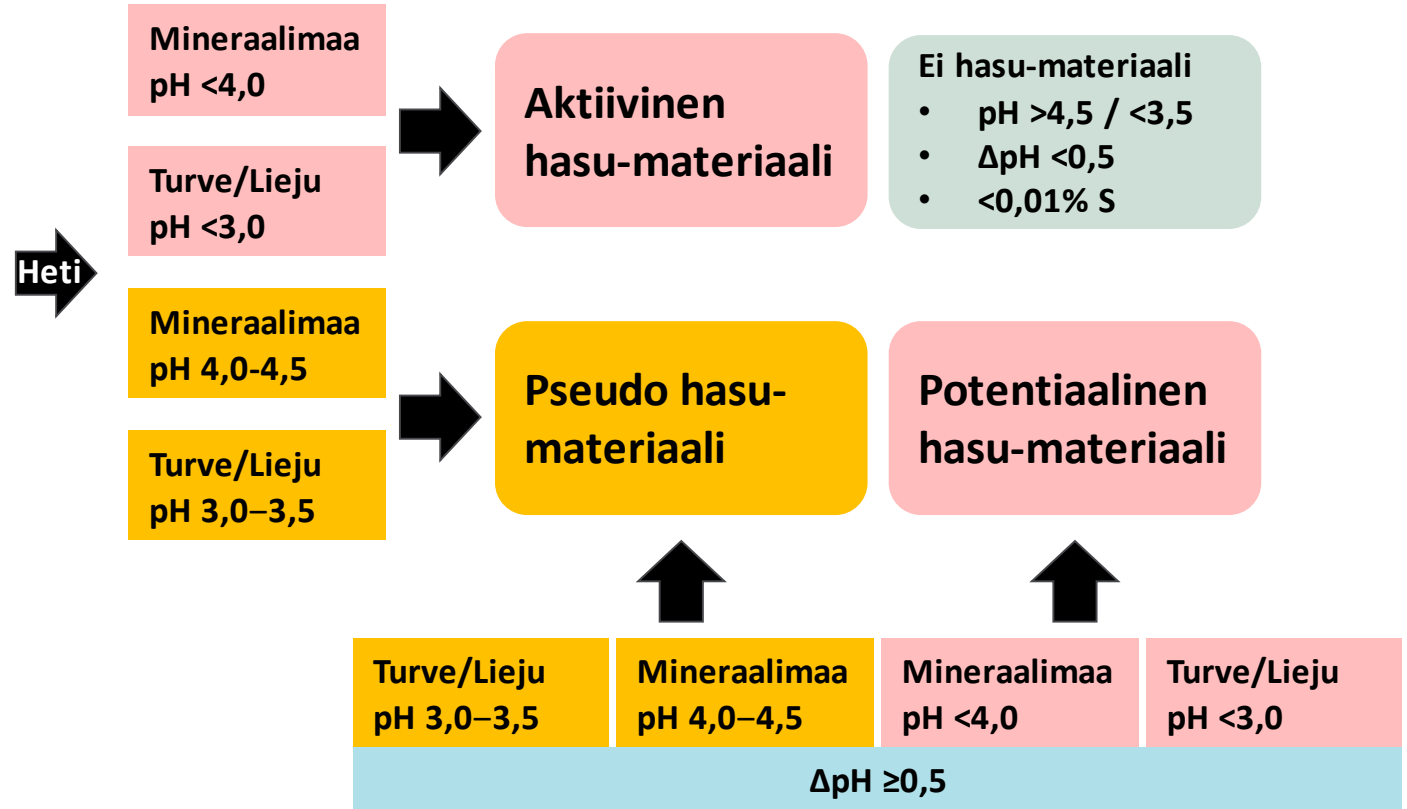 Mineraalimaa
pH <4,0
Turve/Lieju
pH <3,0
Heti
Mineraalimaa
pH 4,0-4,5
Turve/Lieju
pH 3,0–3,5
Aktiivinen
hasu-materiaali
Ei hasu-materiaali
• pH >4,5 / <3,5
• ΔpH <0,5
• <0,01% S
Pseudo hasu-
materiaali
Potentiaalinen
hasu-materiaali
Turve/Lieju
pH 3,0–3,5
Mineraalimaa
pH 4,0–4,5
Mineraalimaa
pH <4,0
Turve/Lieju
pH <3,0
ΔpH ≥0,5